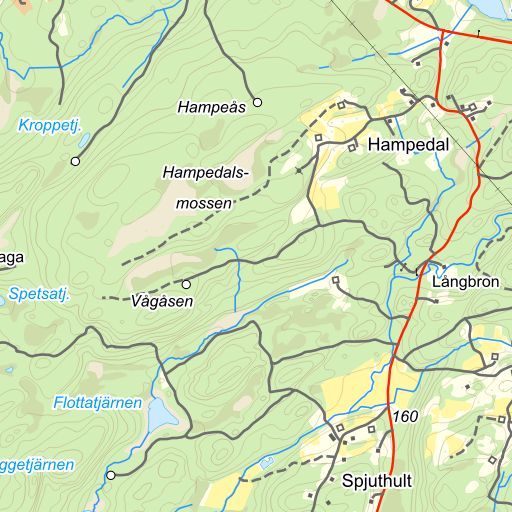 Hampeås
Kroppetj.
Hampedal
Hampedals-
mossen
aga
Spetsatj.
Vågåsen
Långbron
Flottatjärnen
160
ggetjärnen
Spjuthult